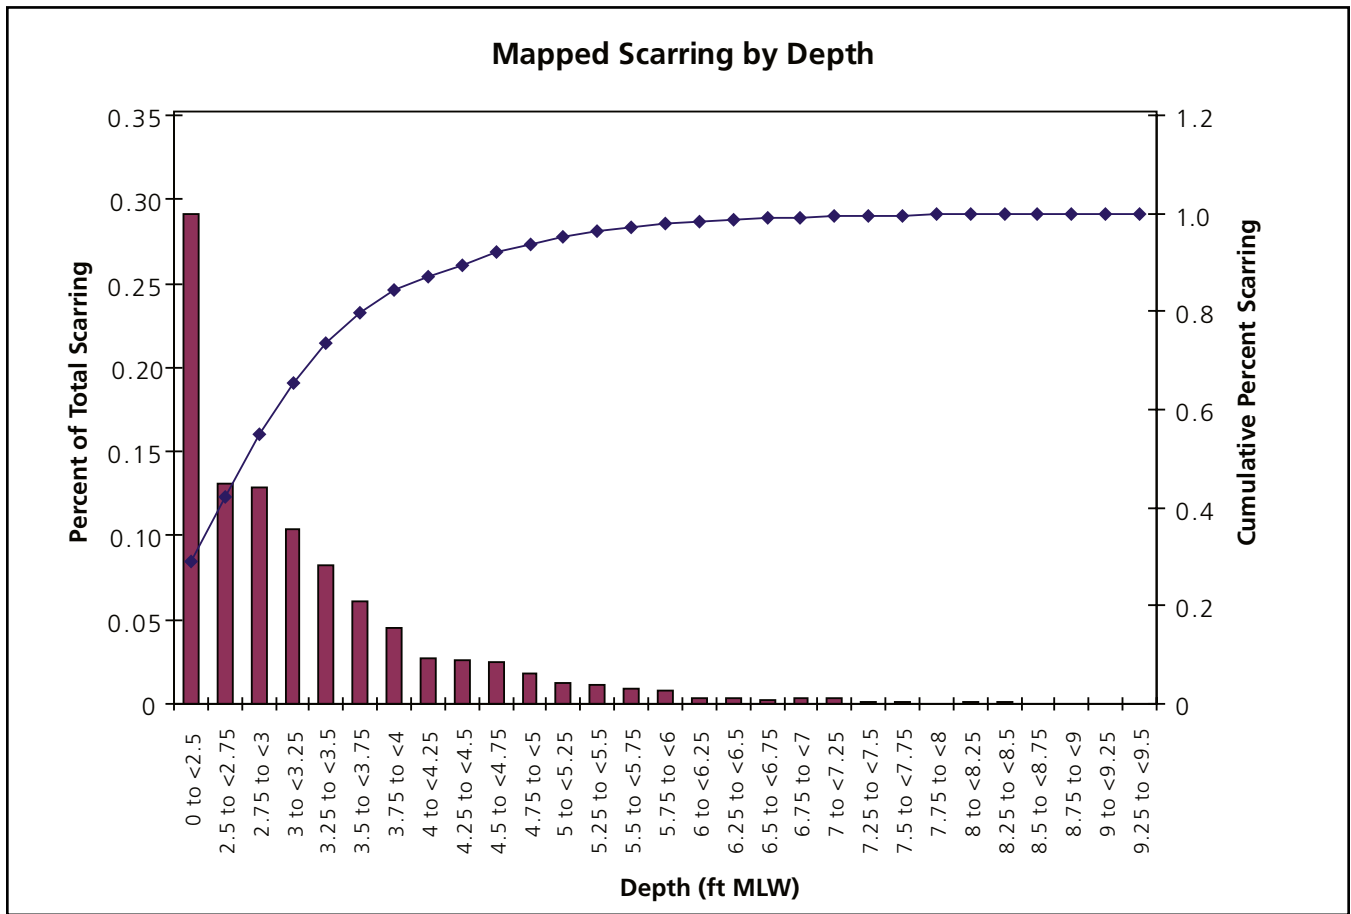 Mapped Scarring by Depth
0.35
0.30
0.25
0.20
0.15
0.10
0.05
0
Percent of Total Scarring
1.2
1.0
0.8
0.6
0.4
0.2
0
Cumulative Percent Scarring
0 to <2.5
2.5 to <2.75
2.75 to <3
3 to <3.25
3.25 to <3.5
3.5 to <3.75
3.75 to <4
4 to <4.25
4.25 to <4.5
4.5 to <4.75
4.75 to <5
5 to <5.25
5.25 to <5.5
5.5 to <5.75
5.75 to <6
6 to <6.25
6.25 to <6.5
6.5 to <6.75
6.75 to <7
7 to <7.25
7.25 to <7.5
7.5 to <7.75
7.75 to <8
8 to <8.25
8.25 to <8.5
8.5 to <8.75
8.75 to <9
9 to <9.25
9.25 to <9.5
Depth (ft MLW)